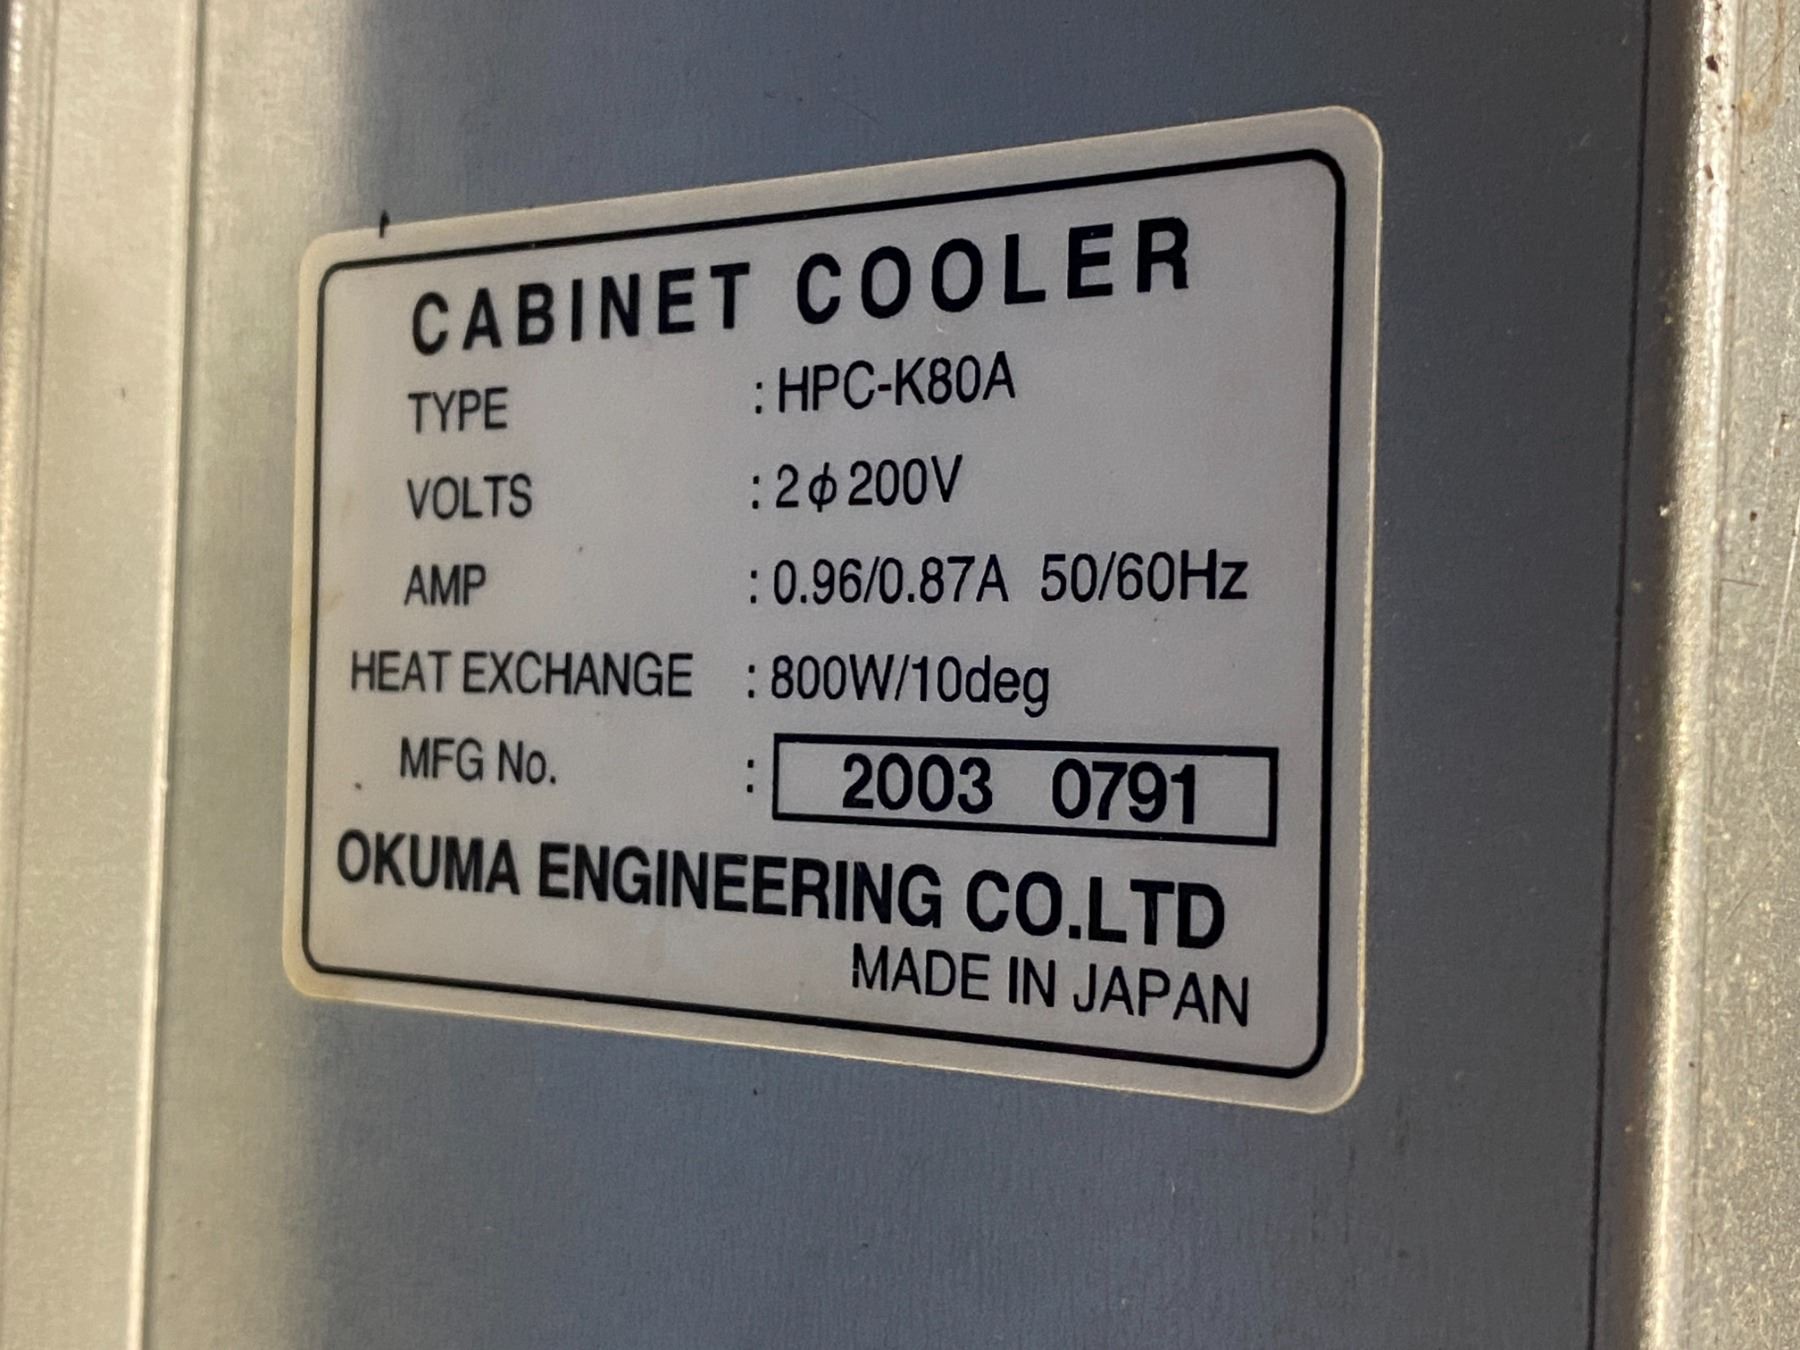 CABINET COOLER
TYPE : HPC-K80A
VOLTS : 2ϕ200V
AMP : 0.96/0.87A 50/60Hz
HEAT EXCHANGE : 800W/10deg
MFG No. : 2003 0791
OKUMA ENGINEERING CO.LTD
MADE IN JAPAN